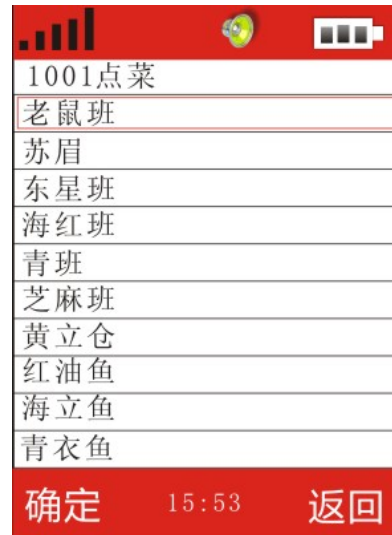 1001点菜
老鼠班
苏眉
东星班
海红班
青班
芝麻班
黄立仓
红油鱼
海立鱼
青衣鱼
确定 15:53 返回